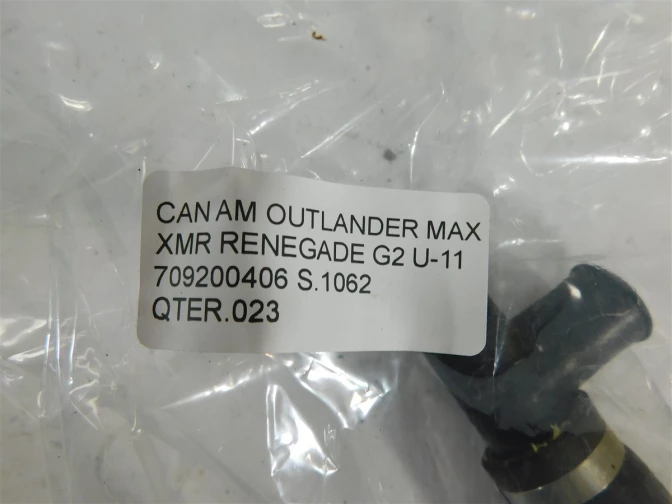 CAN AM OUTLANDER MAX
XMR RENEGADE G2 U-11
709200406 S.1062
QTER.023